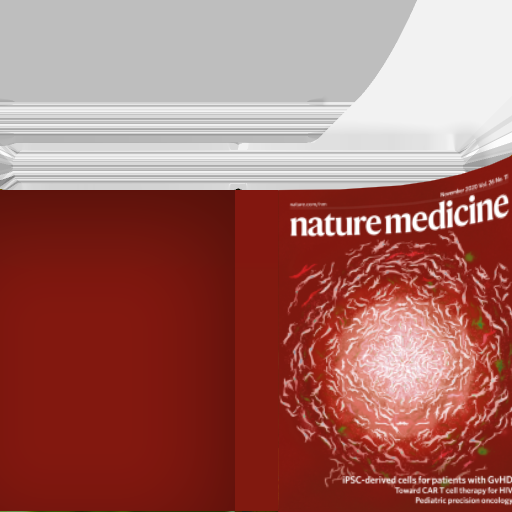 November 2020 Vol. 26 No. 11
nature.com/nm
nature medicine
iPSC-derived cells for patients with GvHD
Toward CAR T cell therapy for HIV
Pediatric precision oncology